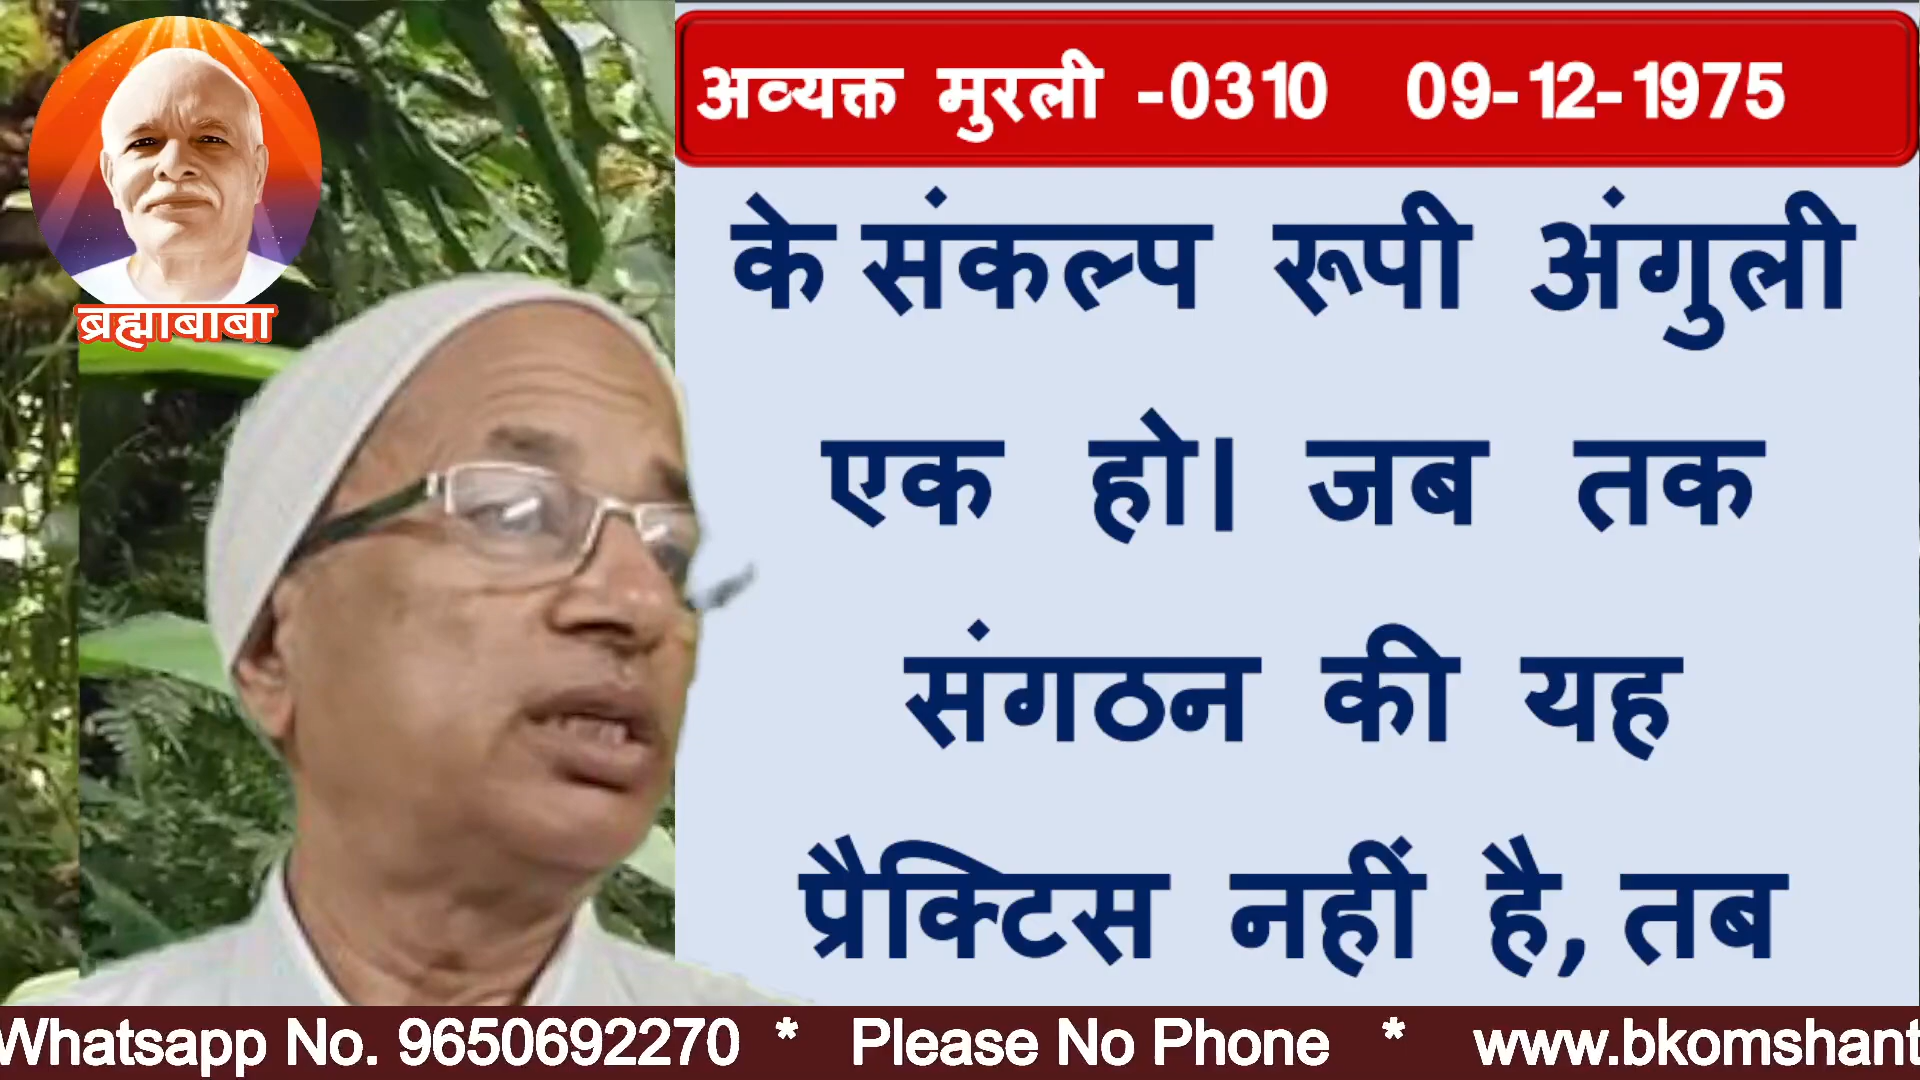 अव्यक्त मुरली -0310 09-12-1975
ब्रह्माबाबा
के संकल्प रूपी अंगुली
एक हो। जब तक
संगठन की यह
प्रैक्टिस नहीं है, तब
Whatsapp No. 9650692270 * Please No Phone * www.bkomshant